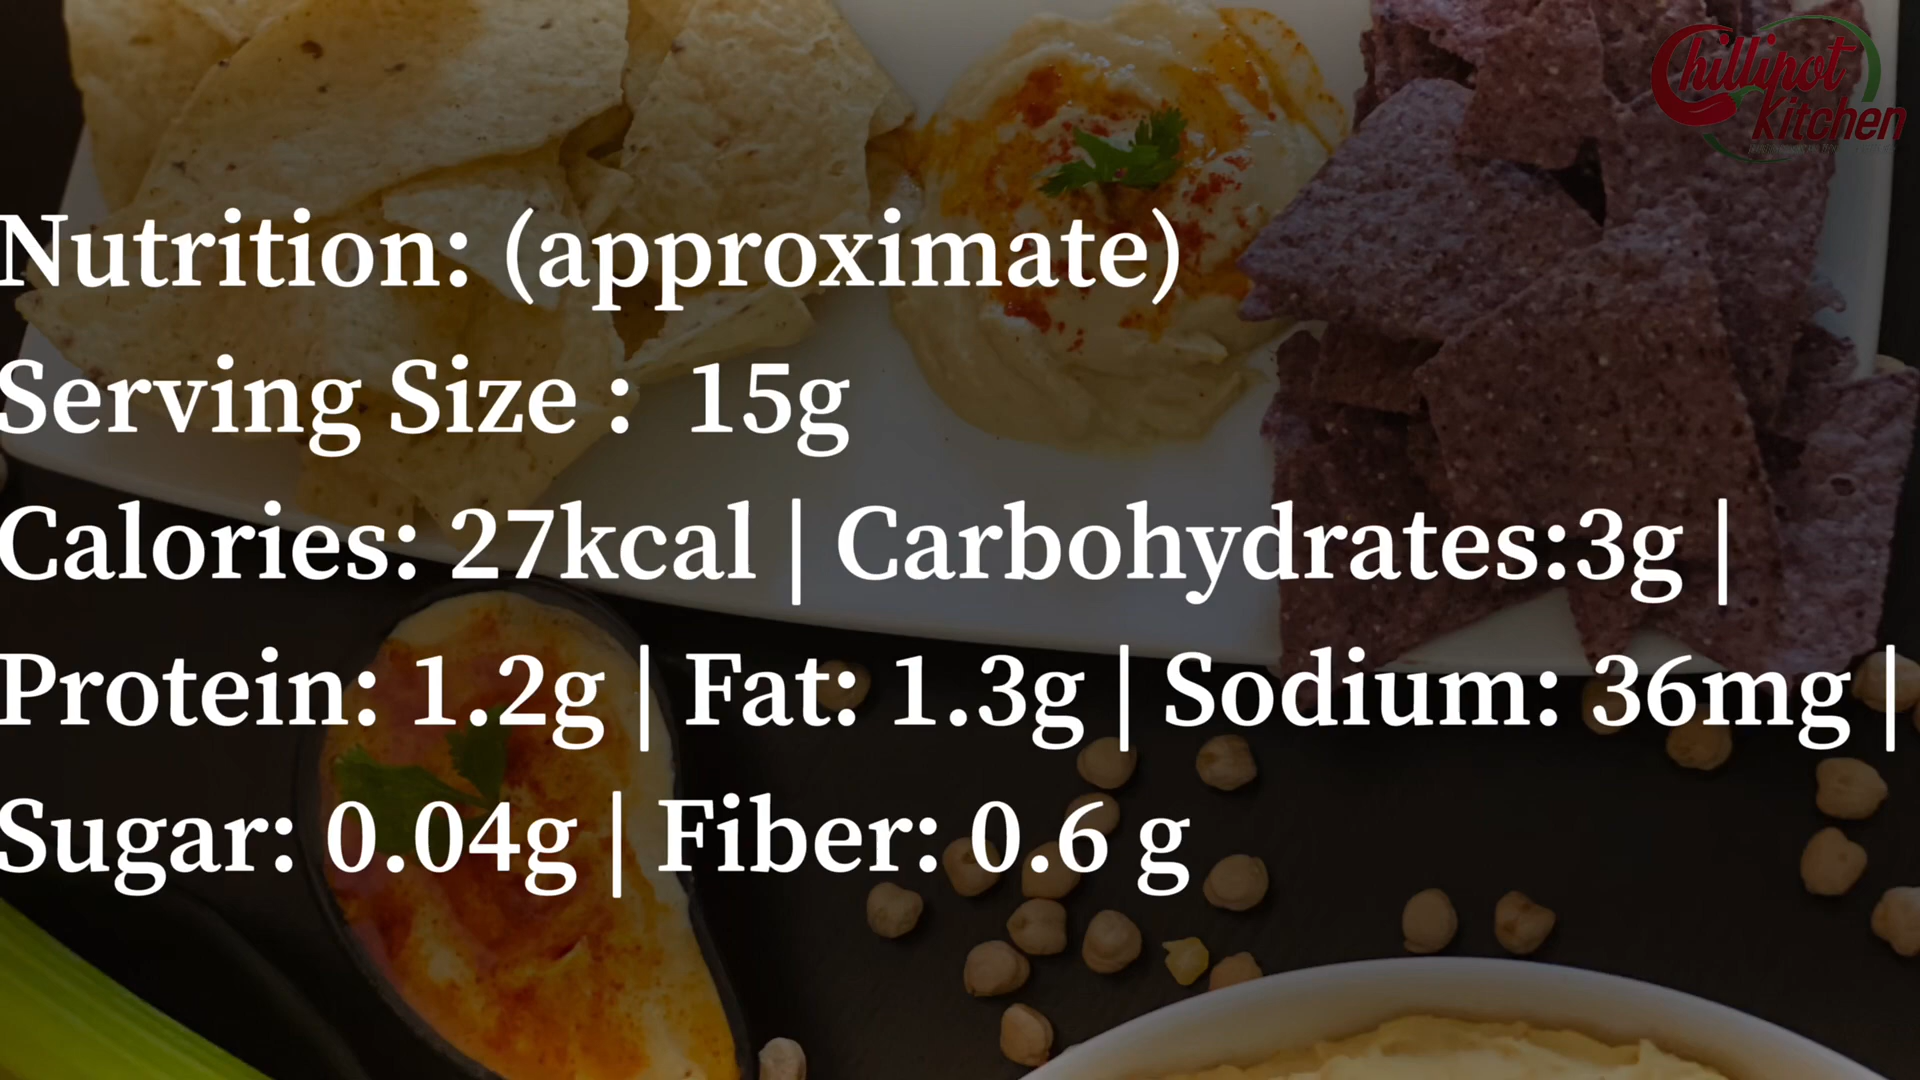 Chillipot
Kitchen
Nutrition: (approximate)
Serving Size :  15g
Calories: 27kcal | Carbohydrates:3g |
Protein: 1.2g | Fat: 1.3g | Sodium: 36mg |
Sugar: 0.04g | Fiber: 0.6 g